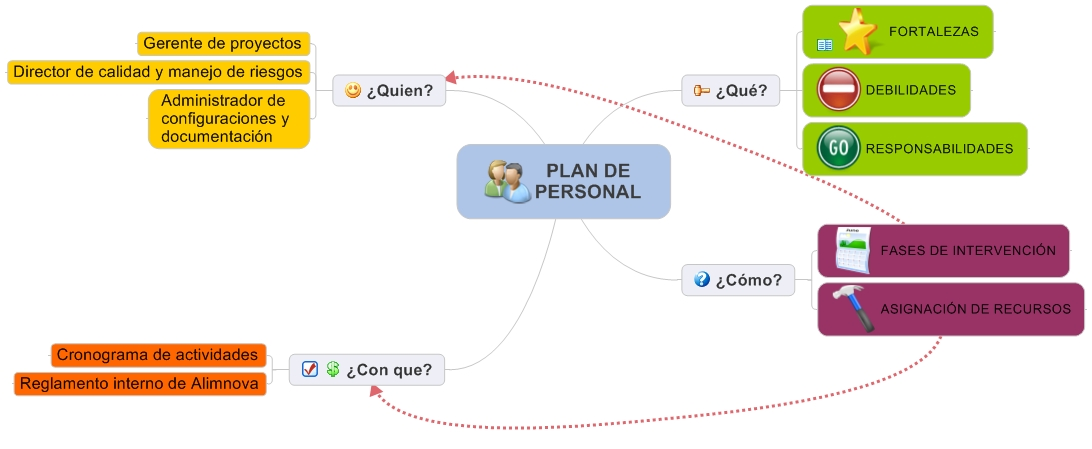 PLAN DE
PERSONAL
¿Quien?
Gerente de proyectos
Director de calidad y manejo de riesgos
Administrador de
configuraciones y
documentación
¿Qué?
FORTALEZAS
DEBILIDADES
GO
RESPONSABILIDADES
¿Cómo?
FASES DE INTERVENCIÓN
ASIGNACIÓN DE RECURSOS
¿Con que?
Cronograma de actividades
Reglamento interno de Alimnova